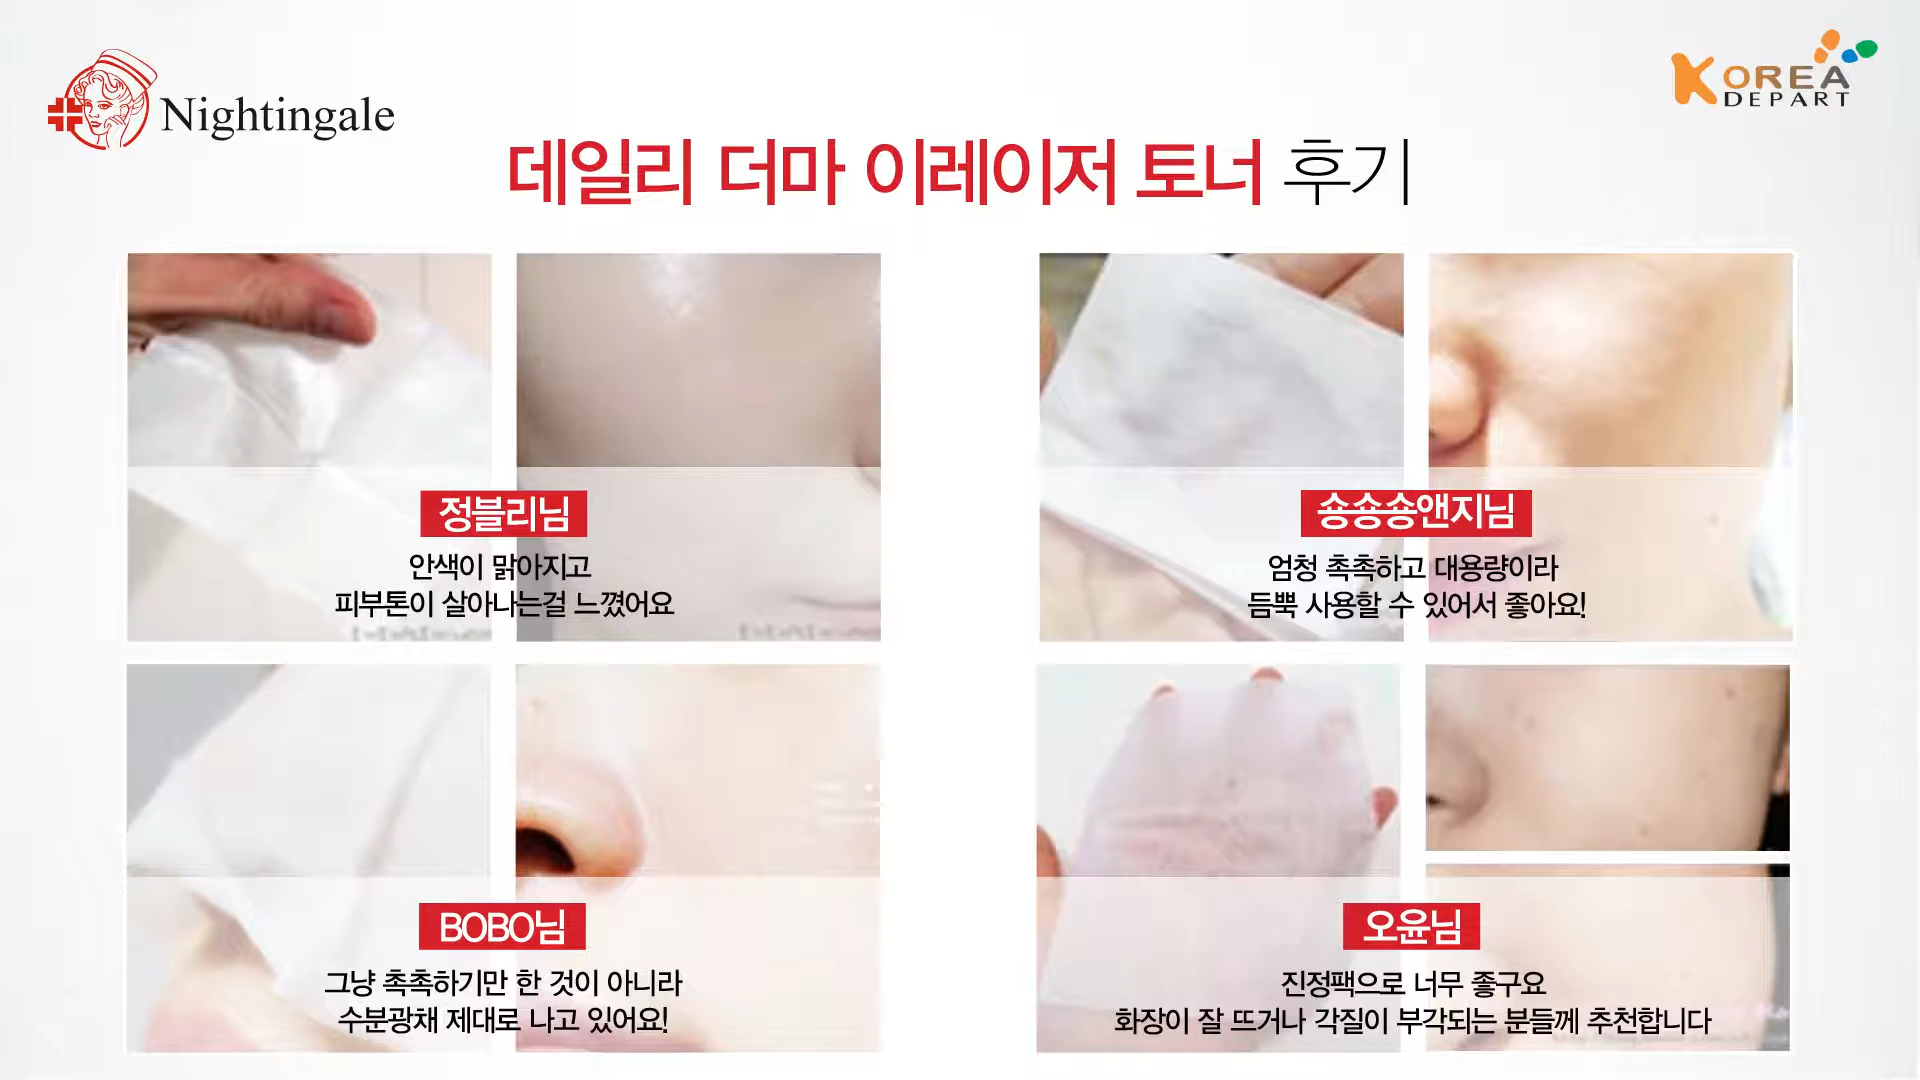 Nightingale
KOREA
DEPART
데일리 더마 이레이저 토너 후기
정블리님
안색이 맑아지고
피부톤이 살아나는걸 느꼈어요
숑숑숑앤지님
엄청 촉촉하고 대용량이라
듬뿍 사용할 수 있어서 좋아요!
BOBO님
그냥 촉촉하기만 한 것이 아니라
수분광채 제대로 나고 있어요!
오윤님
진정팩으로 너무 좋구요
화장이 잘 뜨거나 각질이 부각되는 분들께 추천합니다